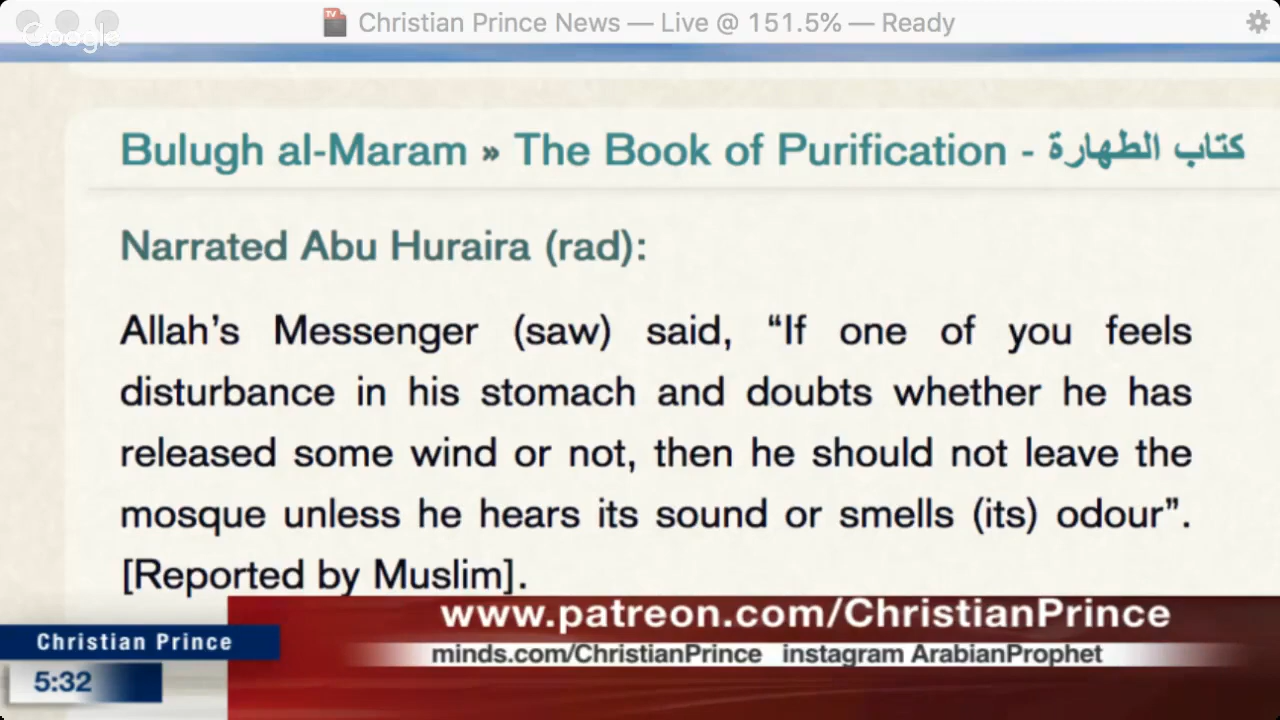 Christian Prince News — Live @ 151.5% — Ready
Google
Bulugh al-Maram » The Book of Purification - كتاب الطهارة
Narrated Abu Huraira (rad):
Allah’s Messenger (saw) said, “If one of you feels
disturbance in his stomach and doubts whether he has
released some wind or not, then he should not leave the
mosque unless he hears its sound or smells (its) odour”.
[Reported by Muslim].
www.patreon.com/ChristianPrince
Christian Prince
minds.com/ChristianPrince instagram ArabianProphet
5:32